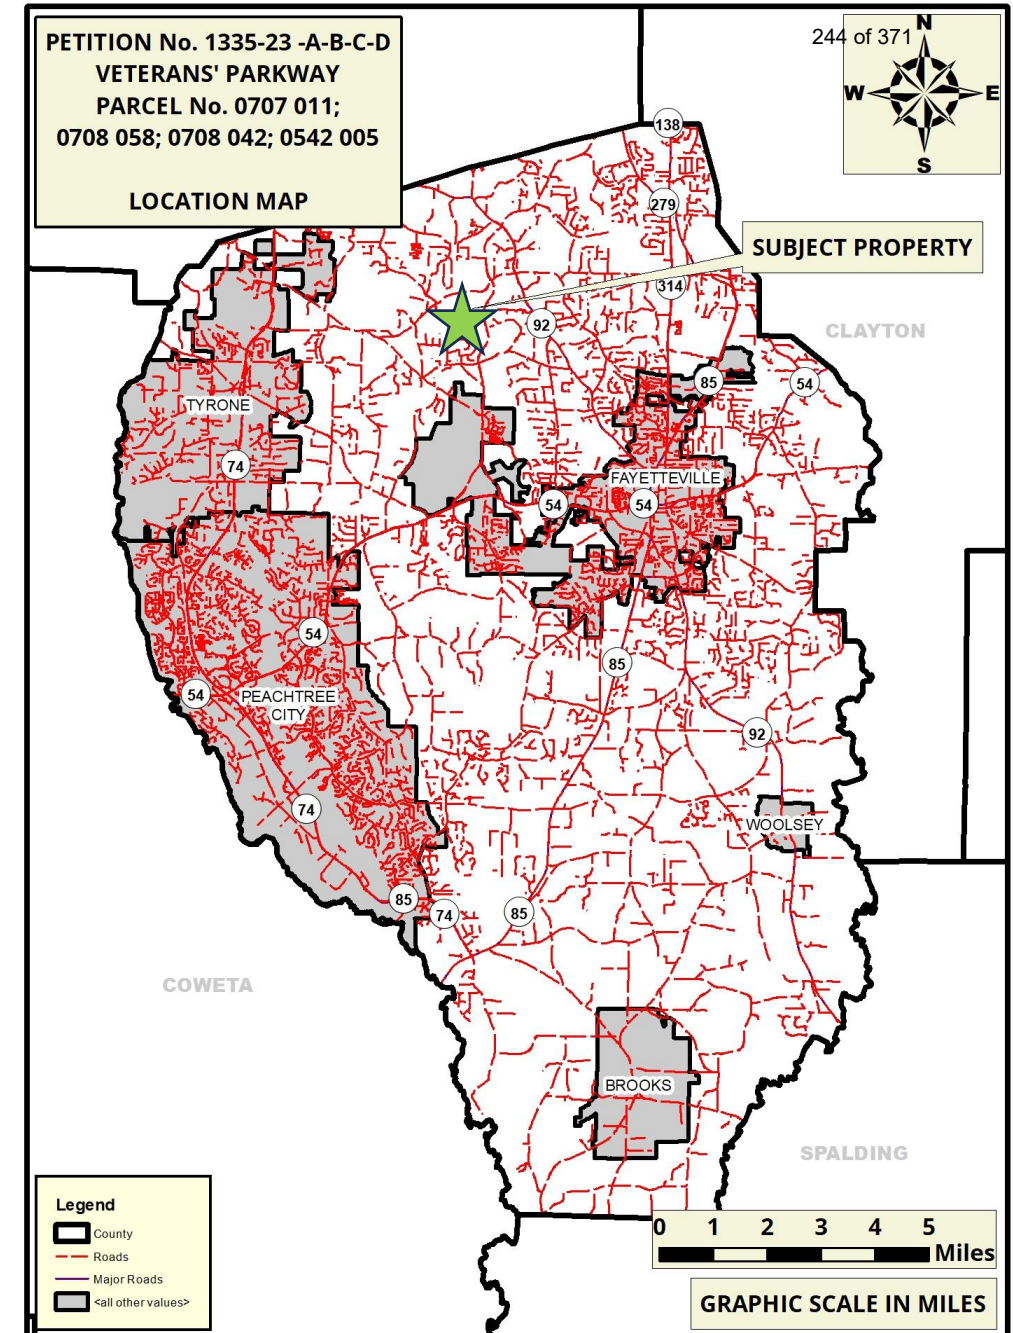 PETITION No. 1335-23 -A-B-C-D
VETERANS' PARKWAY
PARCEL No. 0707 011;
0708 058; 0708 042; 0542 005
LOCATION MAP
244 of 371
N
W
E
S
138
279
SUBJECT PROPERTY
314
92
CLAYTON
85
54
TYRONE
74
FAYETTEVILLE
54
54
54
85
54
PEACHTREE
CITY
92
74
WOOLSEY
85
74
85
COWETA
BROOKS
SPALDING
Legend
County
Roads
Major Roads
<all other values>
0 1 2 3 4 5
Miles
GRAPHIC SCALE IN MILES